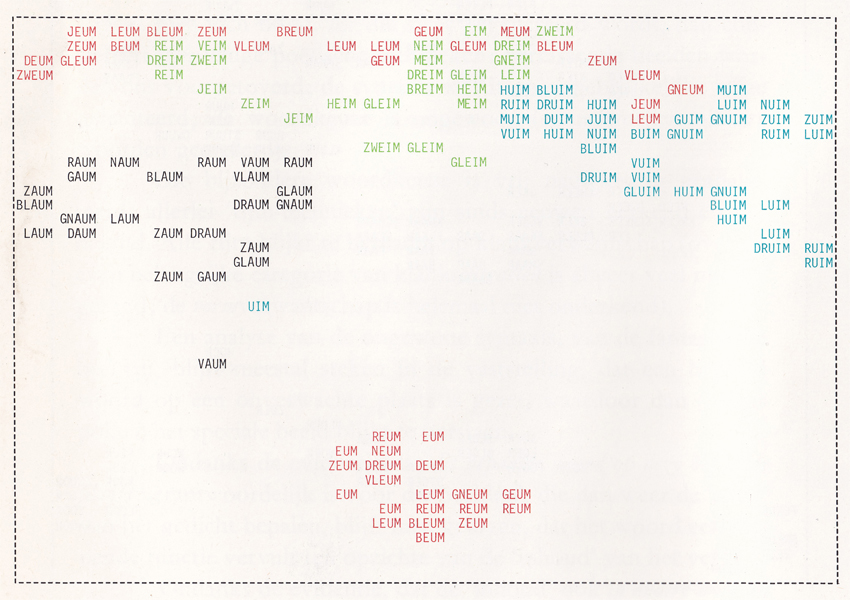 JEUM LEUM BLEUM ZEUM BREUM GEUM EIM MEUM ZWEIM
ZEUM BEUM REIM VEIM VLEUM LEUM LEUM NEIM GLEUM DREIM BLEUM
DEUM GLEUM DREIM ZWEIM GEUM MEIM GNEIM ZEUM
ZWEUM REIM DREIM GLEIM LEIM VLEUM
JEIM BREIM HEIM HUIM BLUIM GNEUM MUIM
ZEIM HEIM GLEIM MEIM RUIM DRUIM HUIM JEUM LUIM NUIM
JEIM MUIM DUIM JUIM LEUM GUIM GNUIM ZUIM ZUIM
VUIM HUIM NUIM BUIM GNUIM RUIM LUIM
ZWEIM GLEIM BLUIM
RAUM NAUM RAUM VAUM RAUM GLEIM VUIM
GAUM BLAUM VLAUM DRUIM VUIM
ZAUM GLAUM GLUIM HUIM GNUIM
BLAUM DRAUM GNAUM BLUIM LUIM
GNAUM LAUM HUIM
LAUM DAUM ZAUM DRAUM LUIM
ZAUM DRUIM RUIM
GLAUM RUIM
ZAUM GAUM
UIM
VAUM
REUM EUM
EUM NEUM
ZEUM DREUM DEUM
VLEUM
EUM LEUM GNEUM GEUM
EUM REUM REUM REUM
LEUM BLEUM ZEUM
BEUM